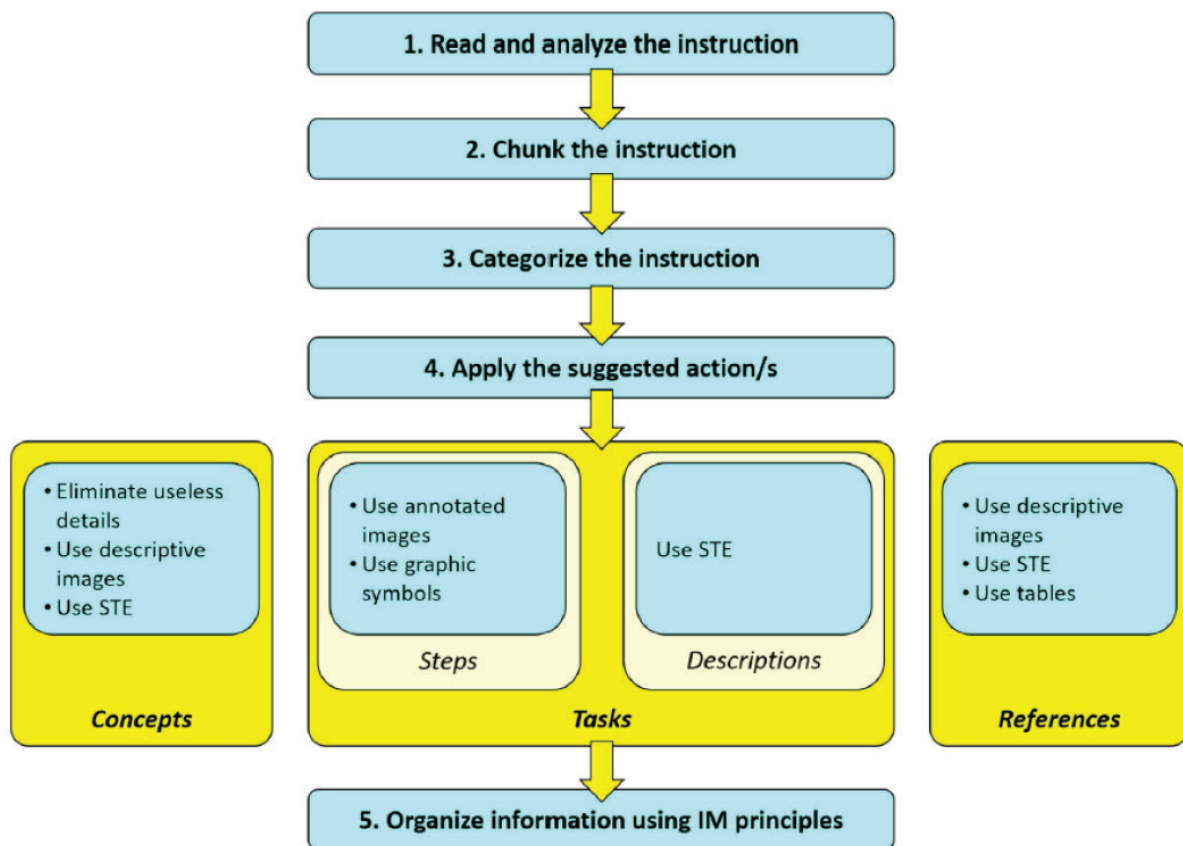 1. Read and analyze the instruction
2. Chunk the instruction
3. Categorize the instruction
4. Apply the suggested action/s
• Eliminate useless
details
• Use descriptive
images
• Use STE
Concepts
• Use annotated
images
• Use graphic
symbols
Steps
Use STE
Descriptions
Tasks
• Use descriptive
images
• Use STE
• Use tables
References
5. Organize information using IM principles